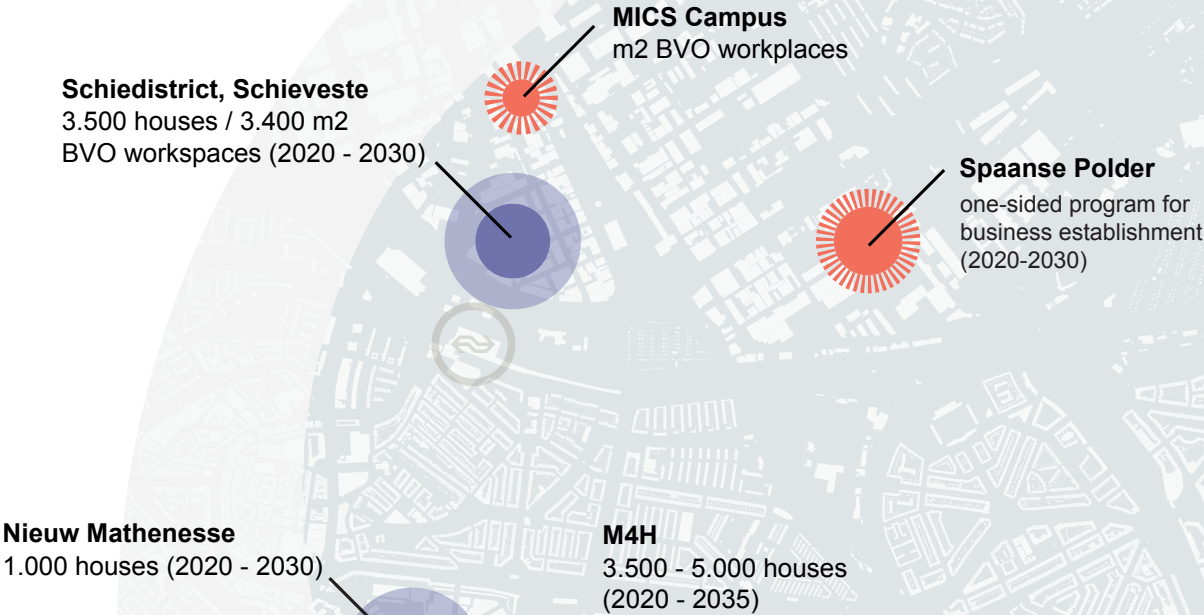 MICS Campus
m2 BVO workplaces
Schiedistrict, Schieveste
3.500 houses / 3.400 m2
BVO workspaces (2020 - 2030)
Spaanse Polder
one-sided program for
business establishment
(2020-2030)
Nieuw Mathenesse
1.000 houses (2020 - 2030)
M4H
3.500 - 5.000 houses
(2020 - 2035)